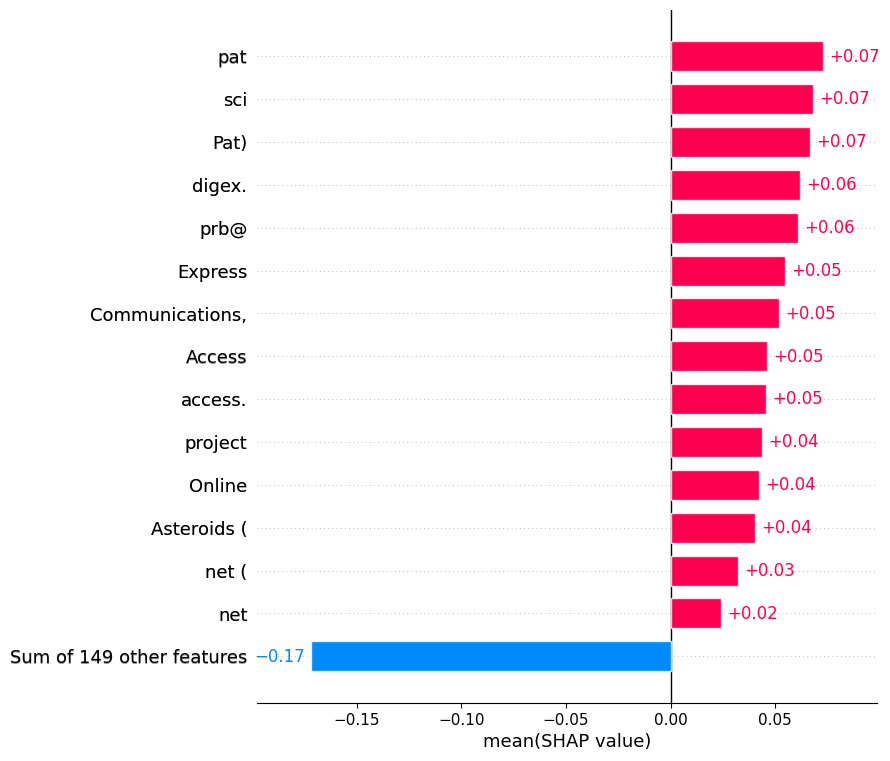 pat +0.07
sci +0.07
Pat) +0.07
digex. +0.06
prb@ +0.06
Express +0.05
Communications, +0.05
Access +0.05
access. +0.05
project +0.04
Online +0.04
Asteroids ( +0.04
net ( +0.03
net +0.02
Sum of 149 other features −0.17
−0.15 −0.10 −0.05 0.00 0.05
mean(SHAP value)